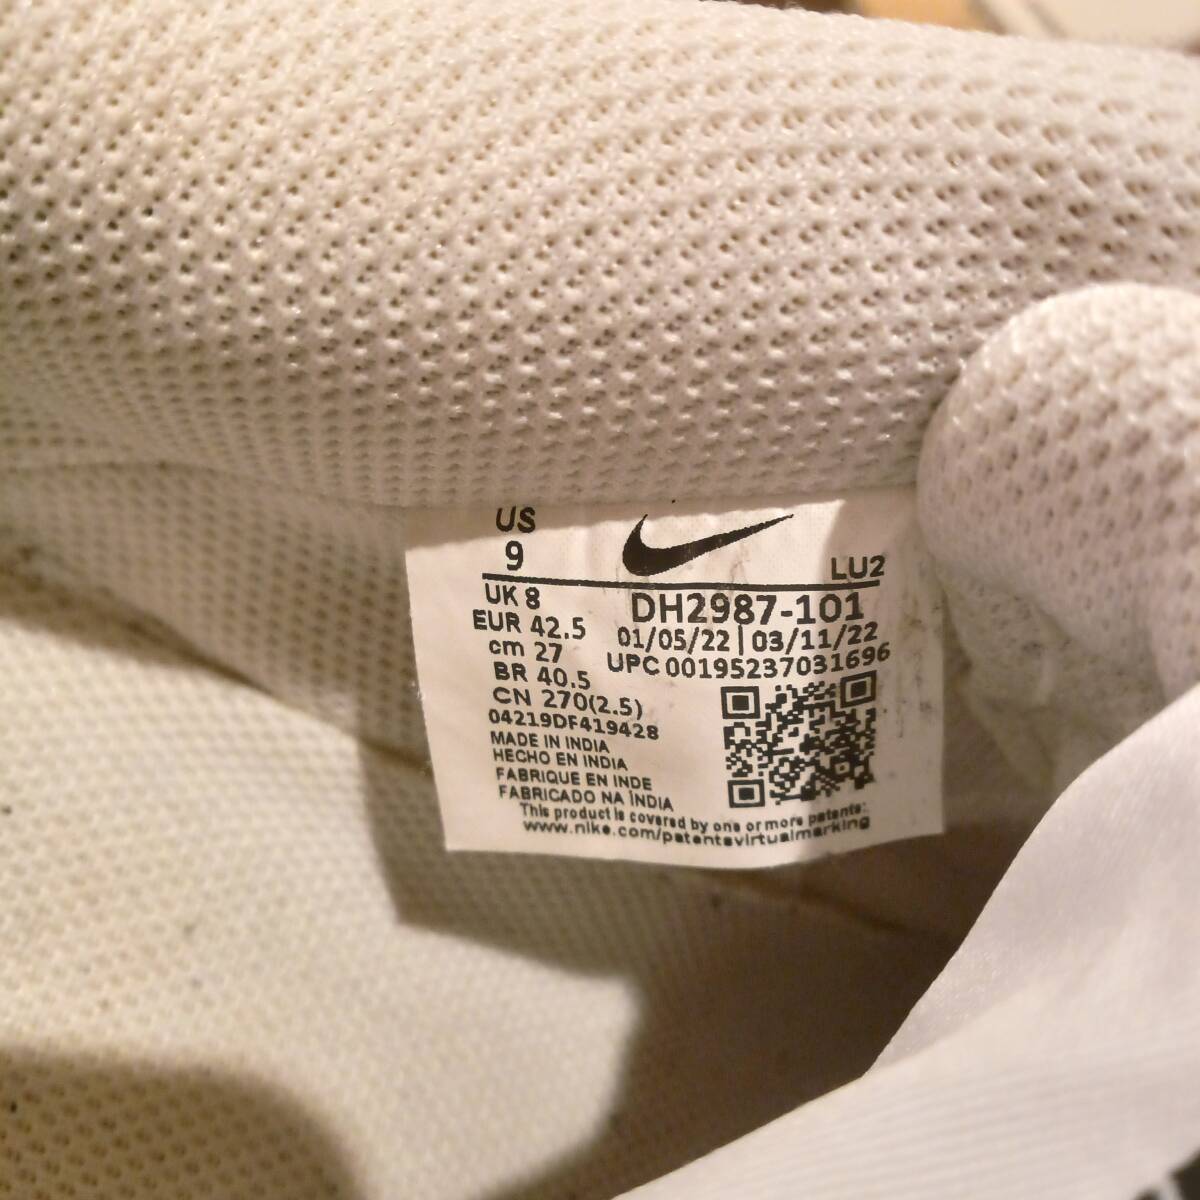 US
9
LU2
UK 8
DH2987-101
EUR 42.5
01/05/22 | 03/11/22
cm 27
UPC 00195237031696
BR 40.5
CN 270(2.5)
04219DF419428
MADE IN INDIA
HECHO EN INDIA
FABRIQUE EN INDE
FABRICADO NA ÍNDIA
This product is covered by one or more patents:
www.nike.com/patentsvirtualmarking